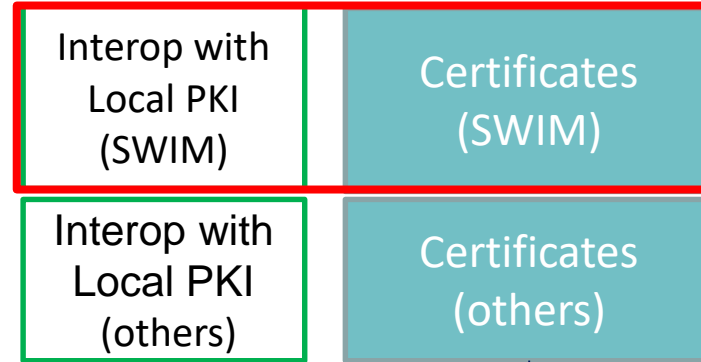 Interop with
Local PKI
(SWIM)
Certificates
(SWIM)
Interop with
Local PKI
(others)
Certificates
(others)